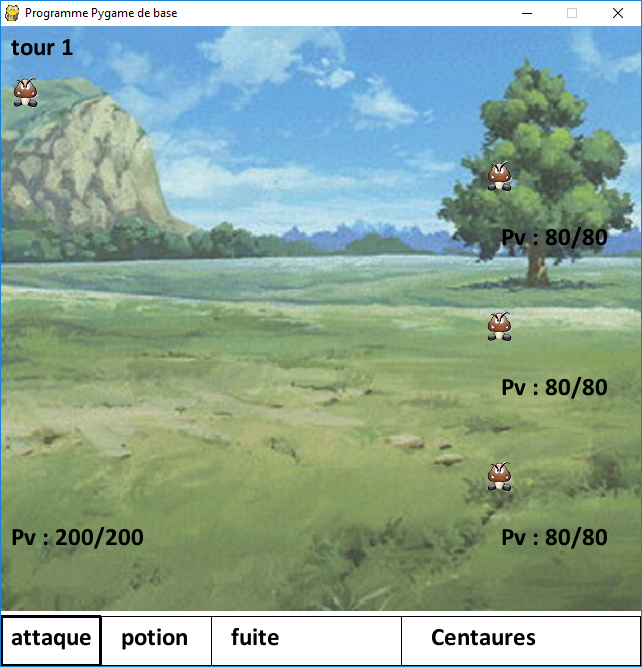 Programme Pygame de base
tour 1
Pv : 80/80
Pv : 80/80
Pv : 200/200 Pv : 80/80
attaque potion fuite Centaures